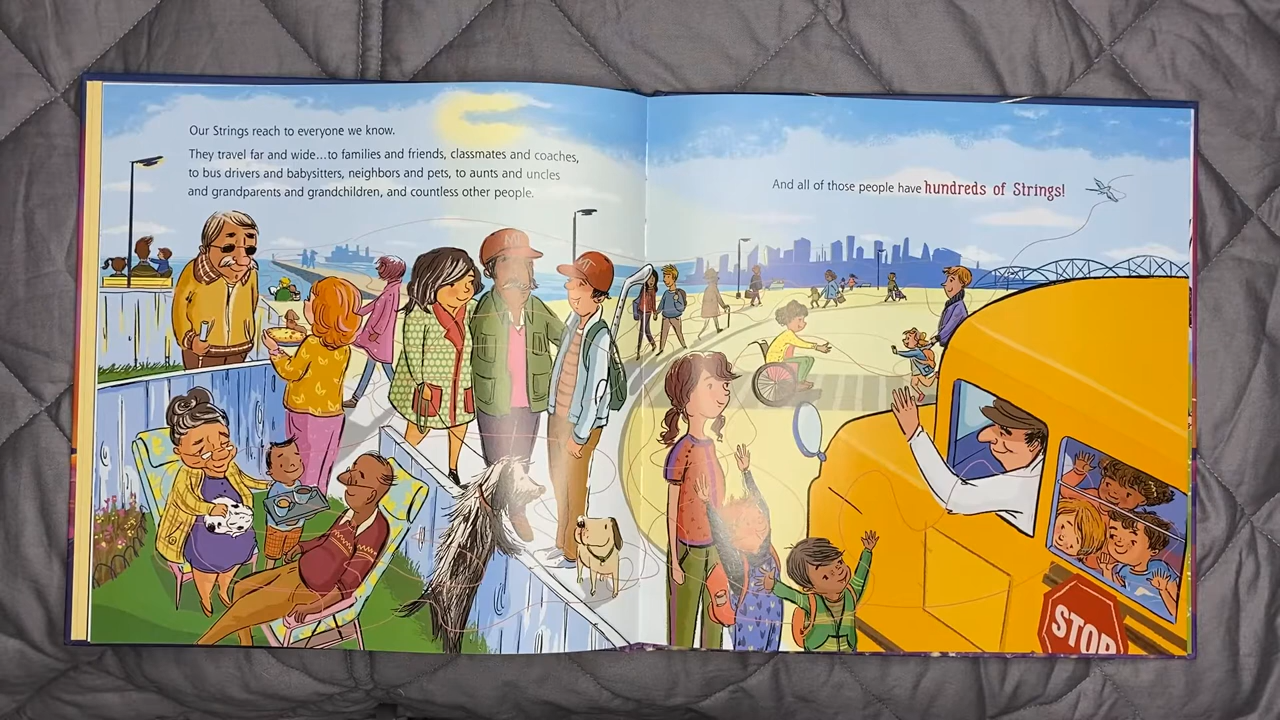 Our Strings reach to everyone we know.
They travel far and wide...to families and friends, classmates and coaches,
to bus drivers and babysitters, neighbors and pets, to aunts and uncles
and grandparents and grandchildren, and countless other people.
And all of those people have hundreds of Strings!
STOP